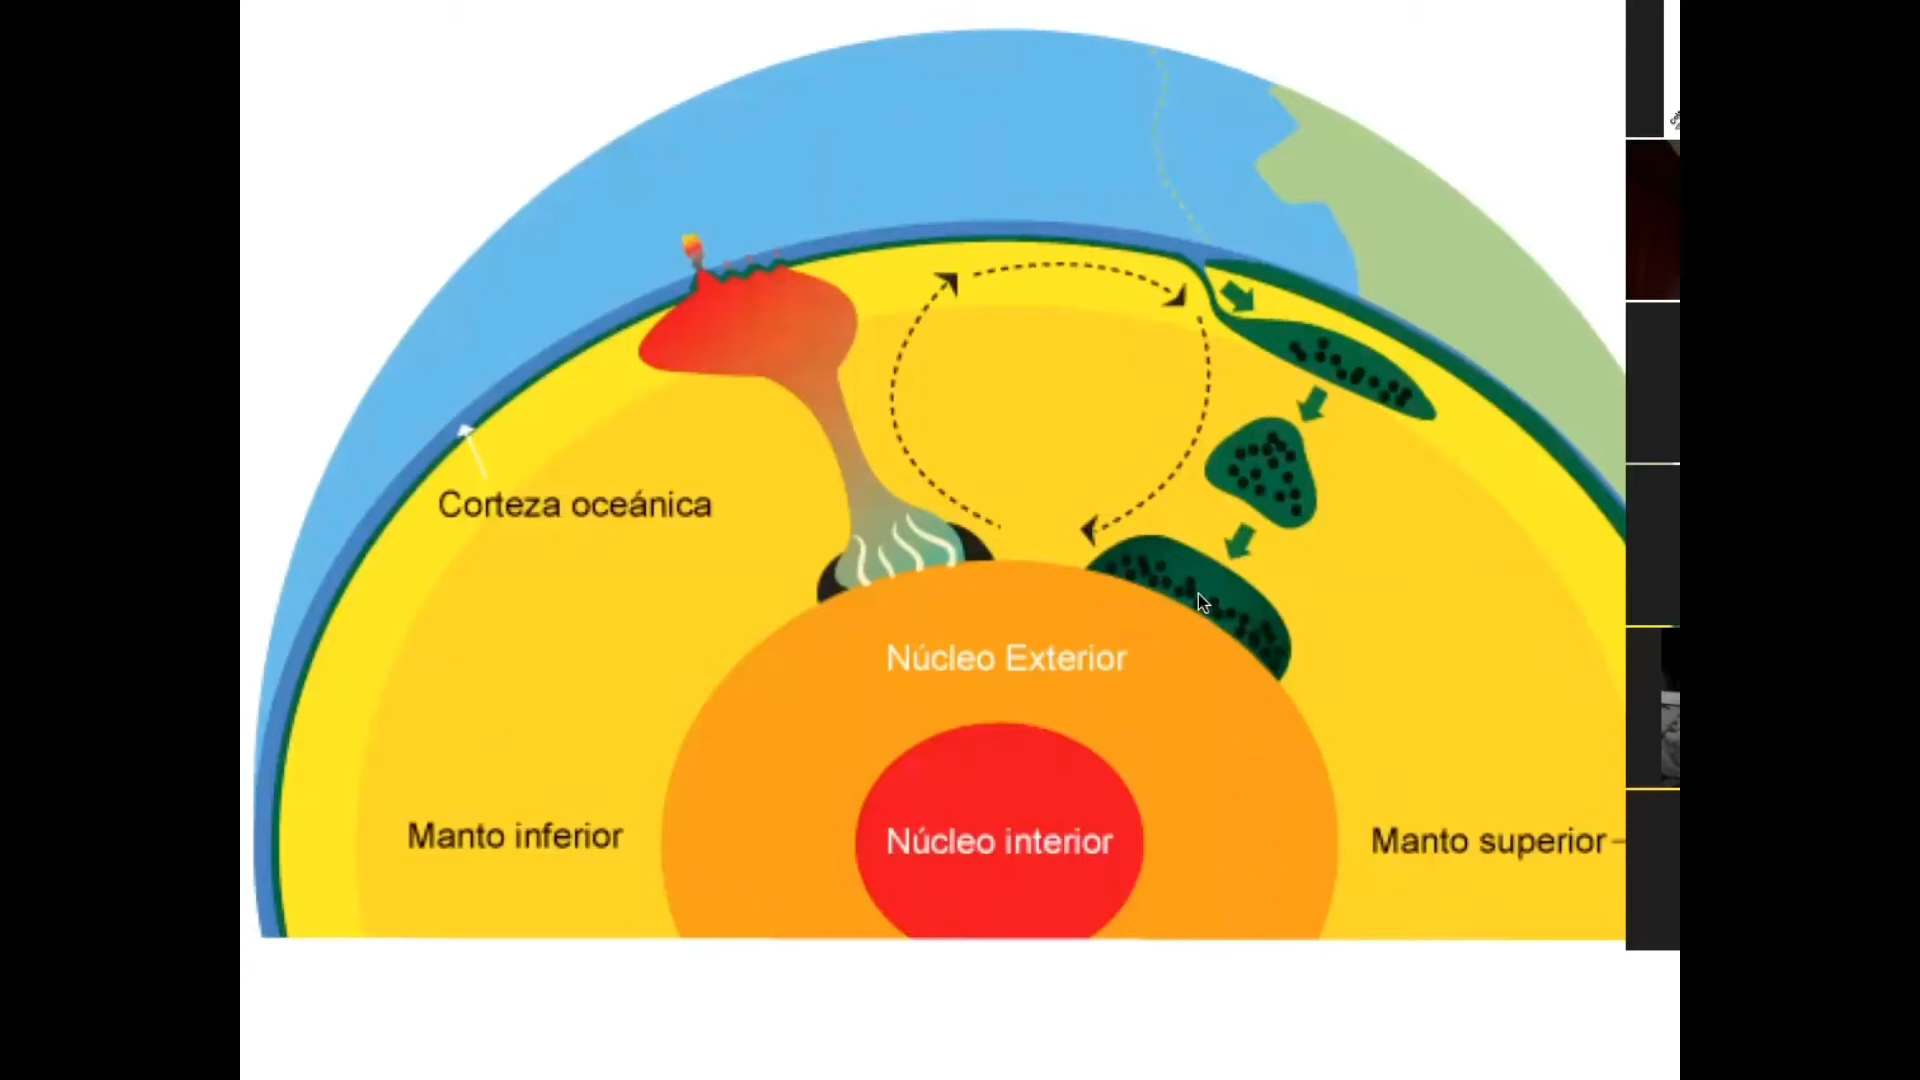 Corteza oceánica
Núcleo Exterior
Manto inferior
Núcleo interior
Manto superior